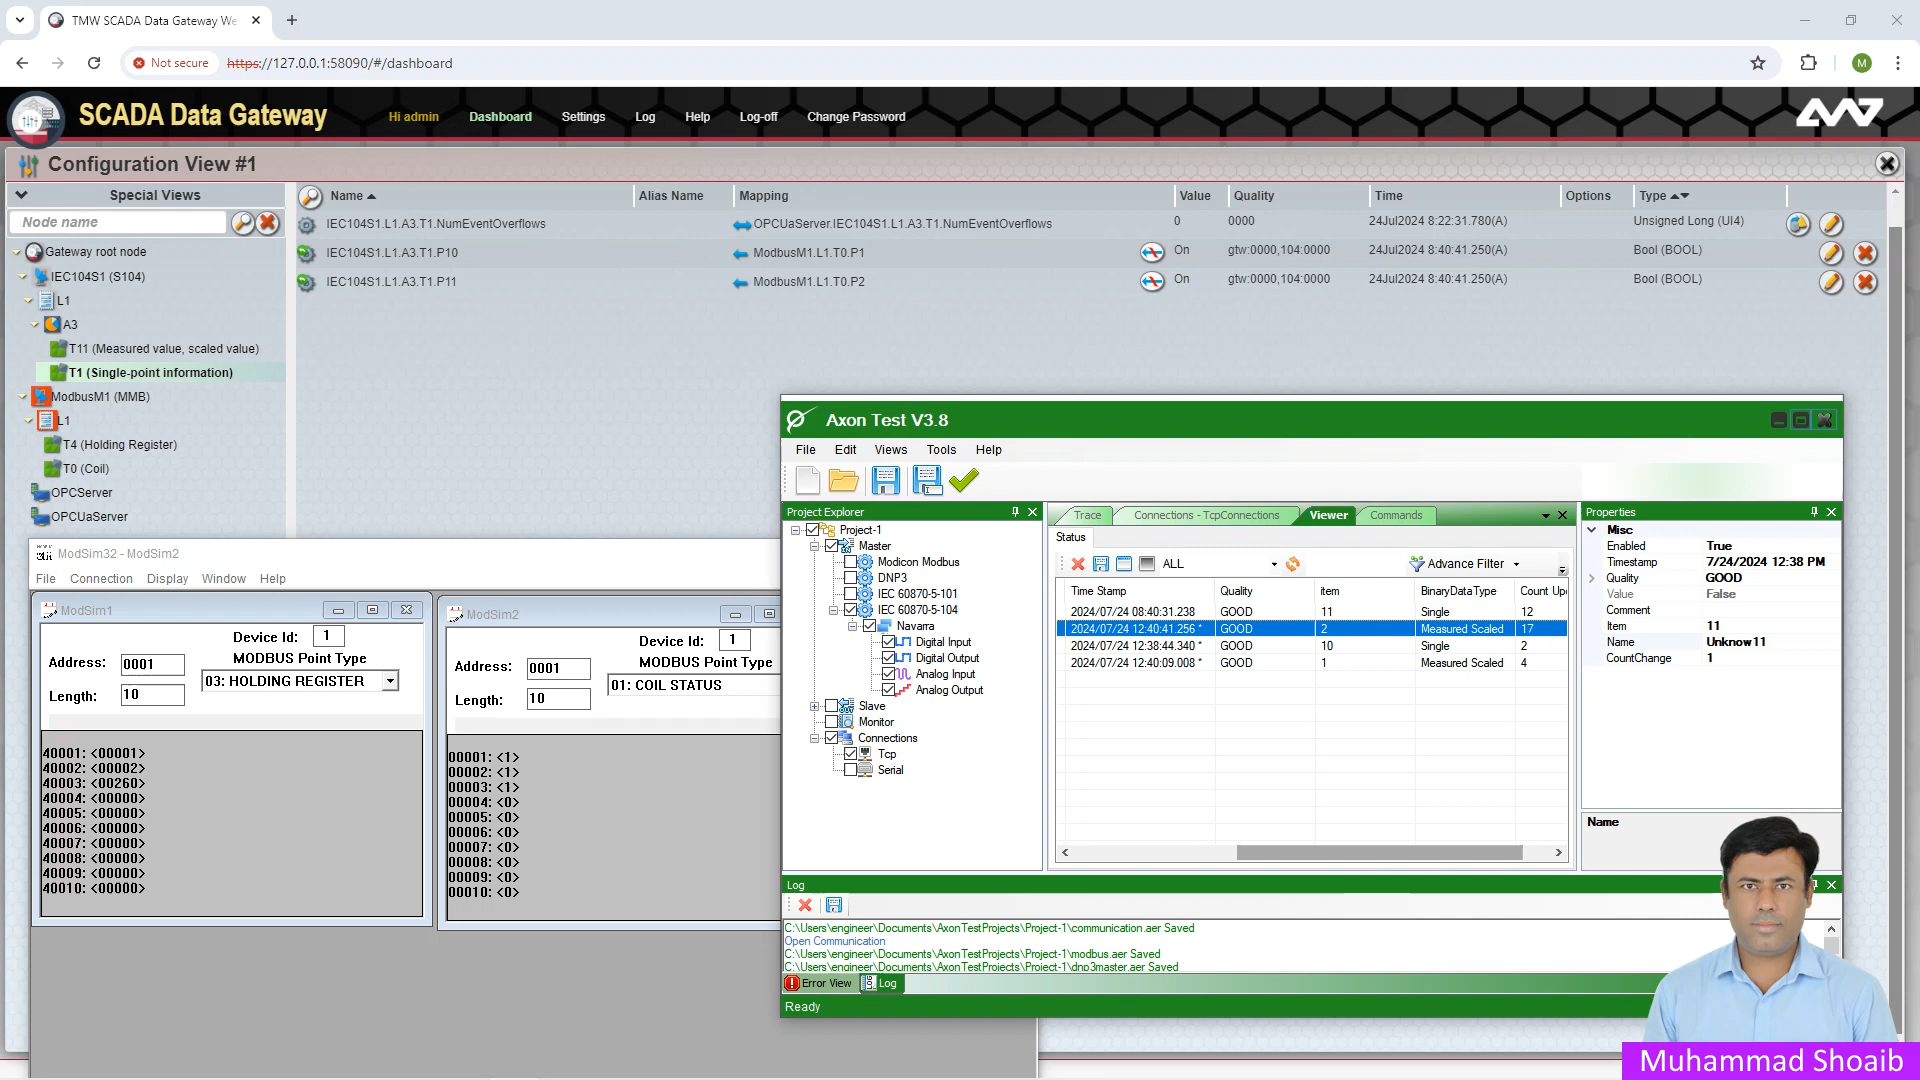 TMW SCADA Data Gateway We
Not secure
https://127.0.0.1:58090/#/dashboard
M
SCADA Data Gateway
Hi admin
Dashboard
Settings
Log
Help
Log-off
Change Password
Configuration View #1
Special Views
Node name
Gateway root node
IEC104S1 (S104)
L1
A3
T11 (Measured value, scaled value)
T1 (Single-point information)
ModbusM1 (MMB)
L1
T4 (Holding Register)
T0 (Coil)
OPCServer
OPCUaServer
Name Alias Name Mapping Value Quality Time Options Type
IEC104S1.L1.A3.T1.NumEventOverflows OPCUaServer.IEC104S1.L1.A3.T1.NumEventOverflows 0 0000 24Jul2024 8:22:31.780(A) Unsigned Long (UI4)
IEC104S1.L1.A3.T1.P10 ModbusM1.L1.T0.P1 On gtw:0000,104:0000 24Jul2024 8:40:41.250(A) Bool (BOOL)
IEC104S1.L1.A3.T1.P11 ModbusM1.L1.T0.P2 On gtw:0000,104:0000 24Jul2024 8:40:41.250(A) Bool (BOOL)
ModSim32 - ModSim2
File Connection Display Window Help
ModSim1
Device Id: 1
Address: 0001
MODBUS Point Type
03: HOLDING REGISTER
Length: 10
40001: <00001>
40002: <00002>
40003: <00260>
40004: <00000>
40005: <00000>
40006: <00000>
40007: <00000>
40008: <00000>
40009: <00000>
40010: <00000>
ModSim2
Device Id: 1
Address: 0001
MODBUS Point Type
01: COIL STATUS
Length: 10
00001: <1>
00002: <1>
00003: <1>
00004: <0>
00005: <0>
00006: <0>
00007: <0>
00008: <0>
00009: <0>
00010: <0>
Axon Test V3.8
File Edit Views Tools Help
Project Explorer
Project-1
Master
Modicon Modbus
DNP3
IEC 60870-5-101
IEC 60870-5-104
Navarra
Digital Input
Digital Output
Analog Input
Analog Output
Slave
Monitor
Connections
Tcp
Serial
Trace Connections - TcpConnections Viewer Commands
Status
ALL Advance Filter
Time Stamp Quality item BinaryDataType Count Upd
2024/07/24 08:40:31.238 GOOD 11 Single 12
2024/07/24 12:40:41.256 * GOOD 2 Measured Scaled 17
2024/07/24 12:38:44.340 * GOOD 10 Single 2
2024/07/24 12:40:09.008 * GOOD 1 Measured Scaled 4
Properties
Misc
Enabled True
Timestamp 7/24/2024 12:38 PM
Quality GOOD
Value False
Comment
Item 11
Name Unknow11
CountChange 1
Name
Log
C:\Users\engineer\Documents\AxonTestProjects\Project-1\communication.aer Saved
Open Communication
C:\Users\engineer\Documents\AxonTestProjects\Project-1\modbus.aer Saved
C:\Users\engineer\Documents\AxonTestProjects\Project-1\dnp3master.aer Saved
Error View Log
Ready
Muhammad Shoaib